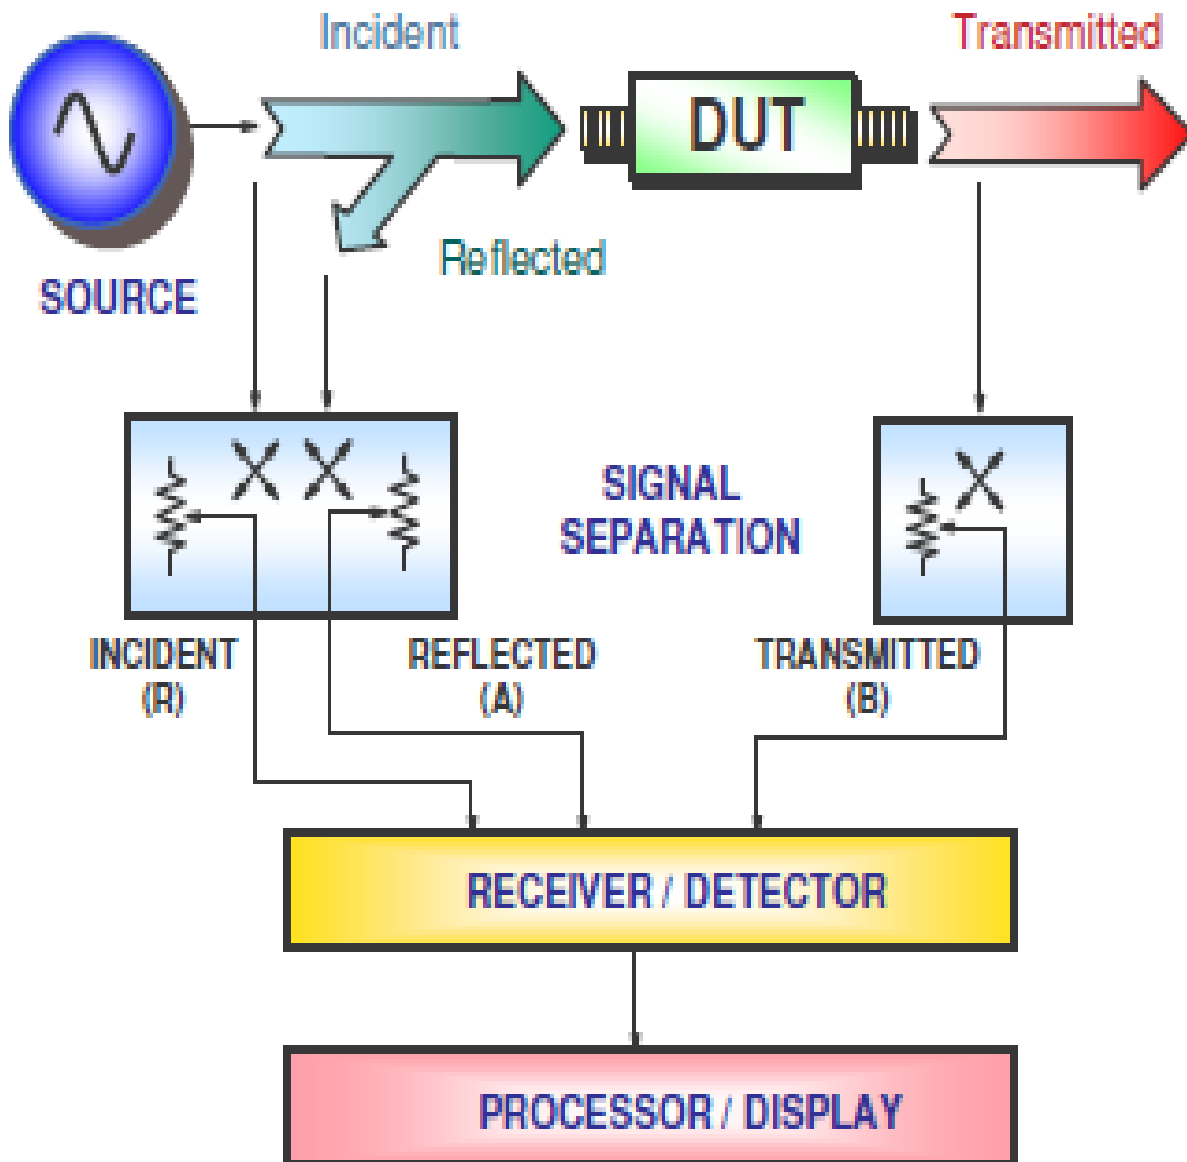 Incident
Transmitted
DUT
Reflected
SOURCE
SIGNAL
SEPARATION
INCIDENT
(R)
REFLECTED
(A)
TRANSMITTED
(B)
RECEIVER / DETECTOR
PROCESSOR / DISPLAY